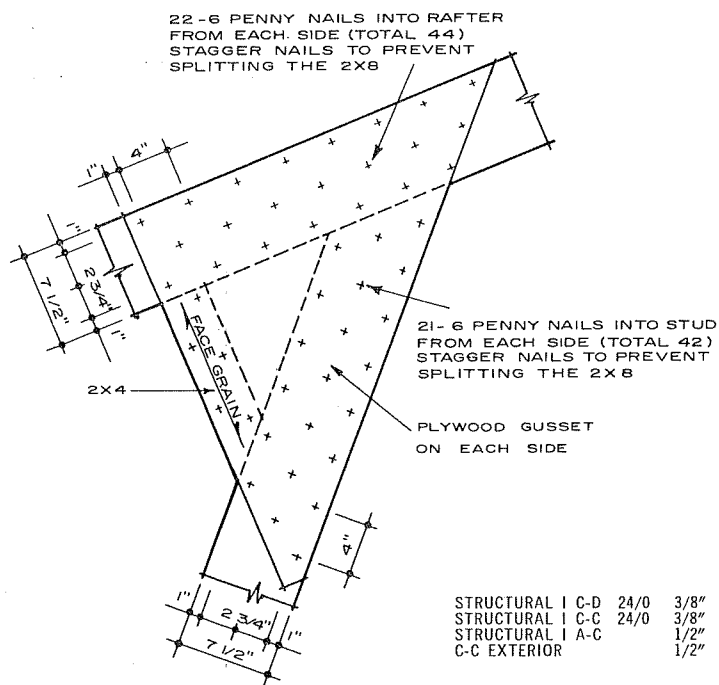 22-6 PENNY NAILS INTO RAFTER
FROM EACH SIDE (TOTAL 44)
STAGGER NAILS TO PREVENT
SPLITTING THE 2X8
1"
4"
1"
2 3/4"
7 1/2"
1"
FACE GRAIN
2X4
21-6 PENNY NAILS INTO STUD
FROM EACH SIDE (TOTAL 42)
STAGGER NAILS TO PREVENT
SPLITTING THE 2X8
PLYWOOD GUSSET
ON EACH SIDE
4"
1"
2 3/4"
1"
7 1/2"
STRUCTURAL I C-D 24/0 3/8"
STRUCTURAL I C-C 24/0 3/8"
STRUCTURAL I A-C 1/2"
C-C EXTERIOR 1/2"